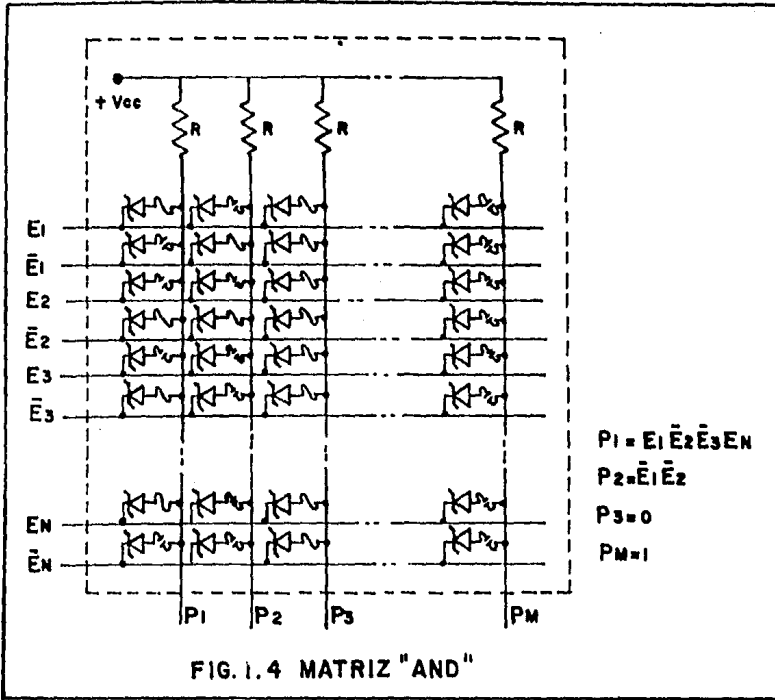 + Vcc
R R R R
E1
Ē1
E2
Ē2
E3
Ē3
EN
ĒN
P1 = E1 Ē2 Ē3 EN
P2 = Ē1 Ē2
P3 = 0
PM = 1
P1 P2 P3 PM
FIG. 1.4 MATRIZ "AND"